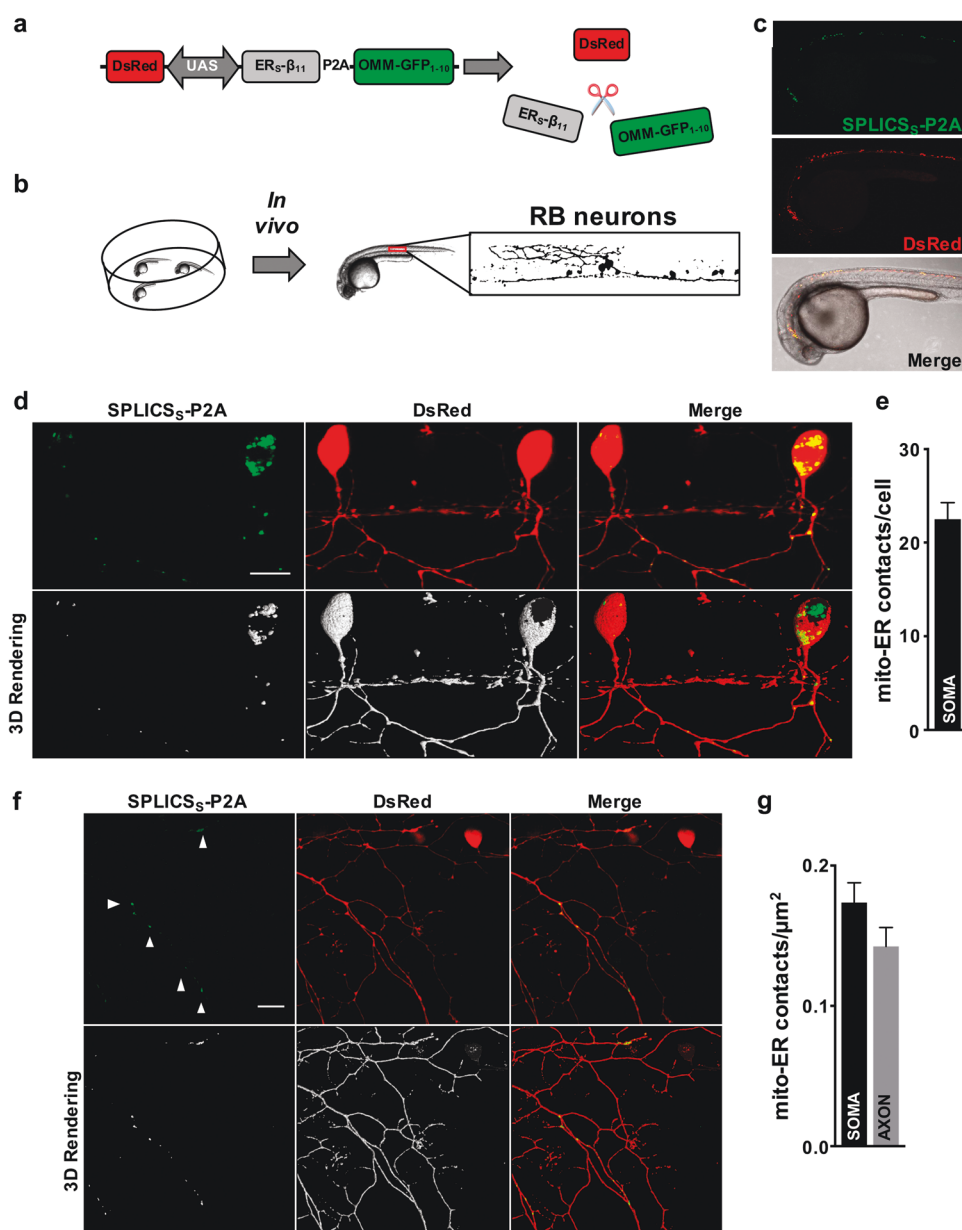 a
DsRed UAS ERS-β11 P2A OMM-GFP1-10
DsRed
ERS-β11
OMM-GFP1-10
b
In
vivo
RB neurons
c
SPLICSS-P2A
DsRed
Merge
d
SPLICSS-P2A DsRed Merge
3D Rendering
e
mito-ER contacts/cell
30
20
10
0
SOMA
f
SPLICSS-P2A DsRed Merge
3D Rendering
g
mito-ER contacts/µm²
0.2
0.1
0.0
SOMA
AXON